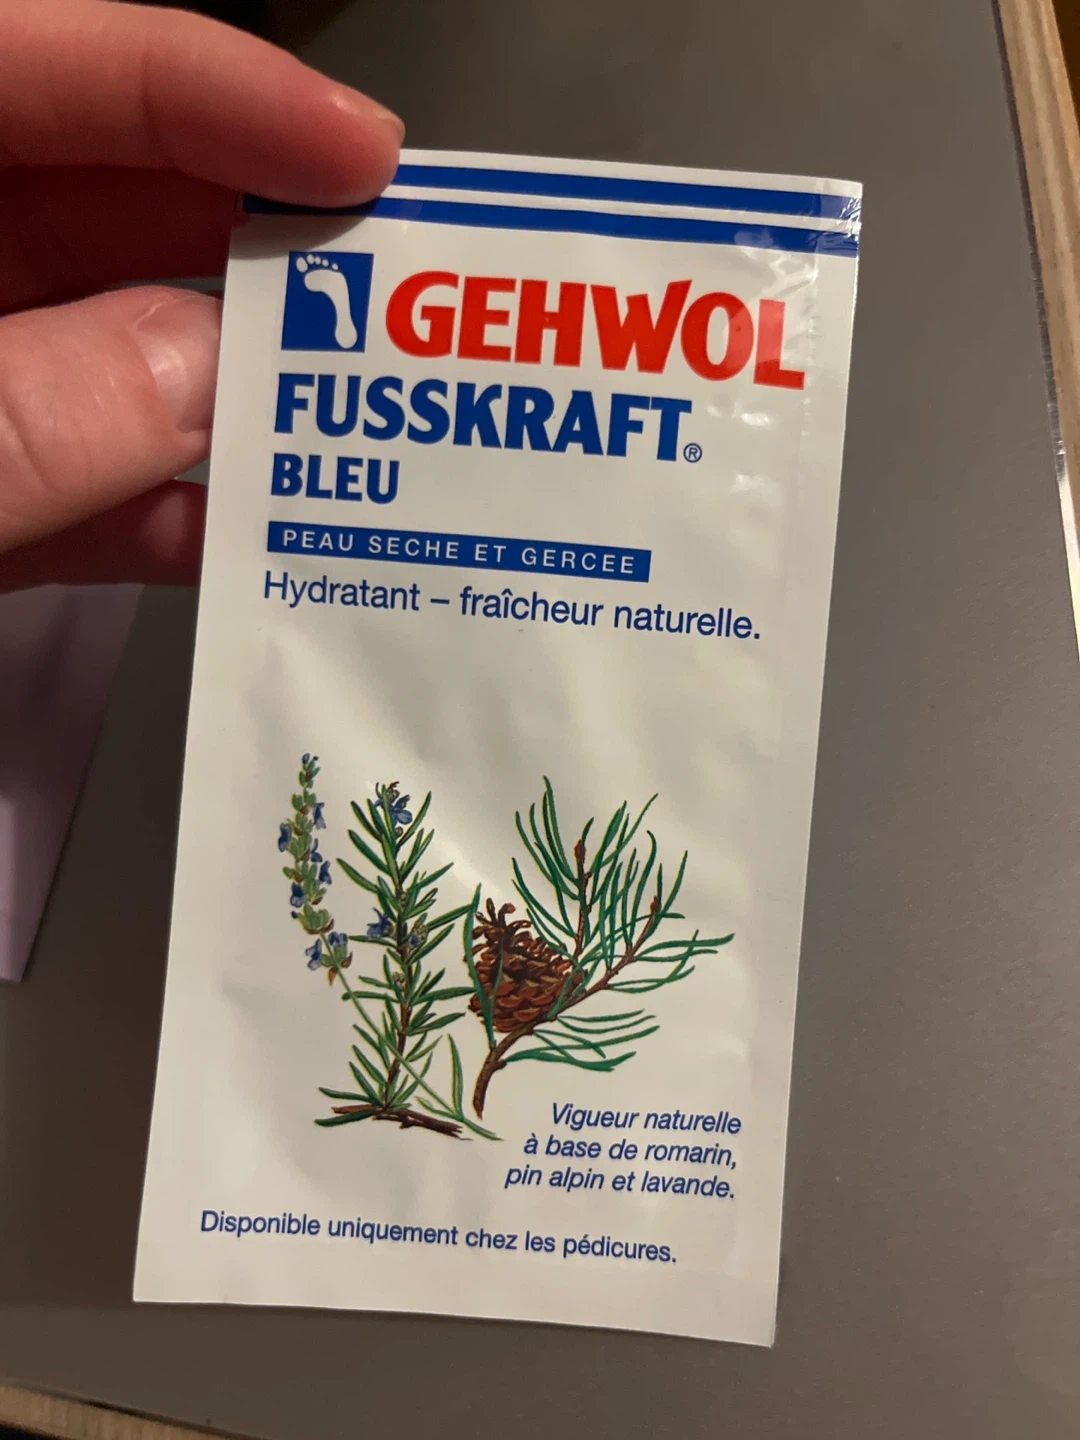 GEHWOL
FUSSKRAFT®
BLEU
PEAU SECHE ET GERCEE
Hydratant – fraîcheur naturelle.
Vigueur naturelle
à base de romarin,
pin alpin et lavande.
Disponible uniquement chez les pédicures.